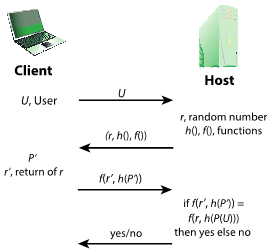 Client
Host
U, User
U
r, random number
h(), f(), functions
(r, h(), f())
P'
r', return of r
f(r', h(P'))
if f(r', h(P')) =
f(r, h(P(U)))
then yes else no
yes/no